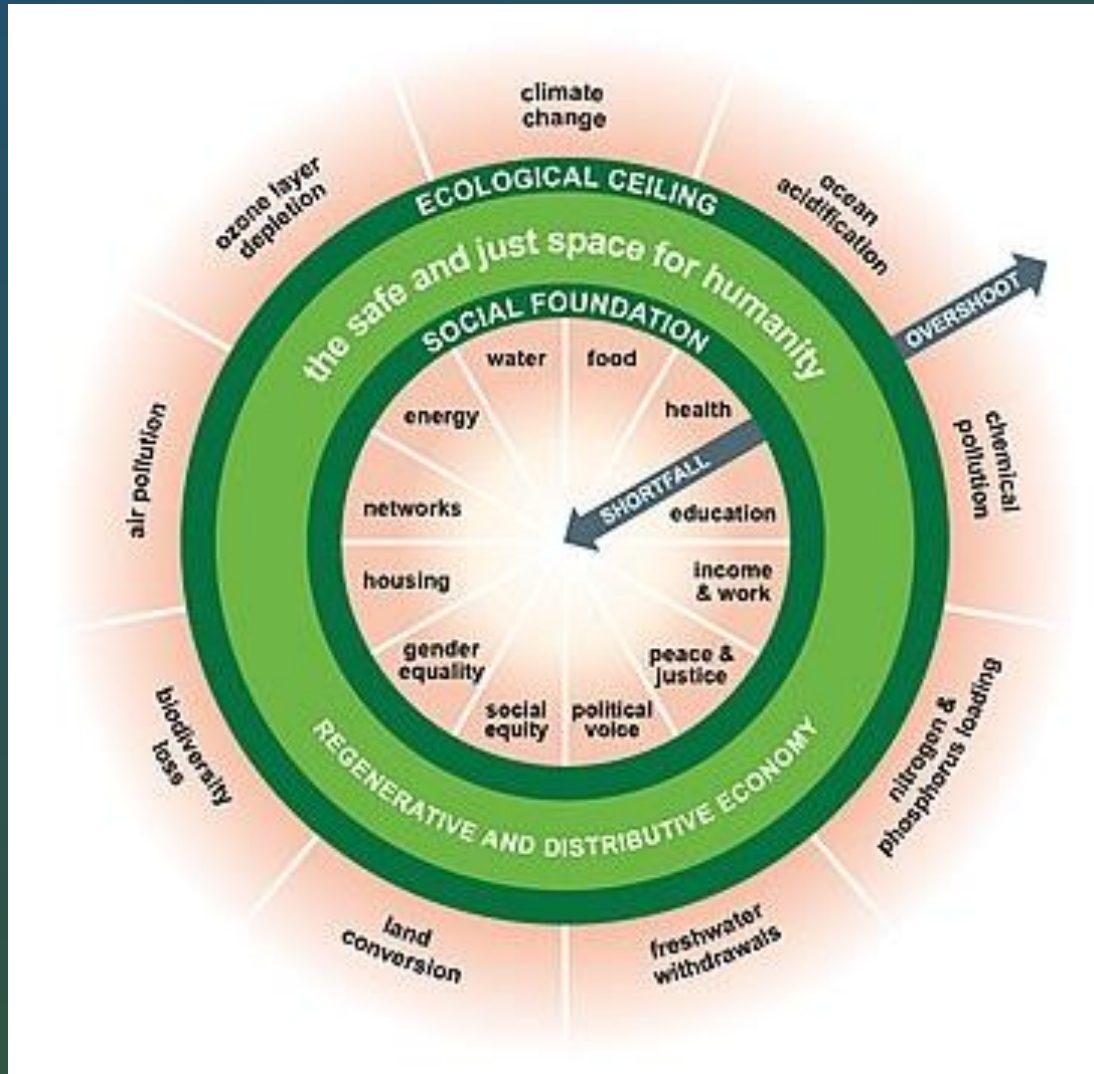 climate
change
ocean
acidification
OVERSHOOT
chemical
pollution
nitrogen &
phosphorus loading
freshwater
withdrawals
land
conversion
biodiversity
loss
air pollution
ozone layer
depletion
ECOLOGICAL CEILING
the safe and just space for humanity
SOCIAL FOUNDATION
water
food
health
SHORTFALL
education
income
& work
peace &
justice
political
voice
social
equity
gender
equality
housing
networks
energy
REGENERATIVE AND DISTRIBUTIVE ECONOMY